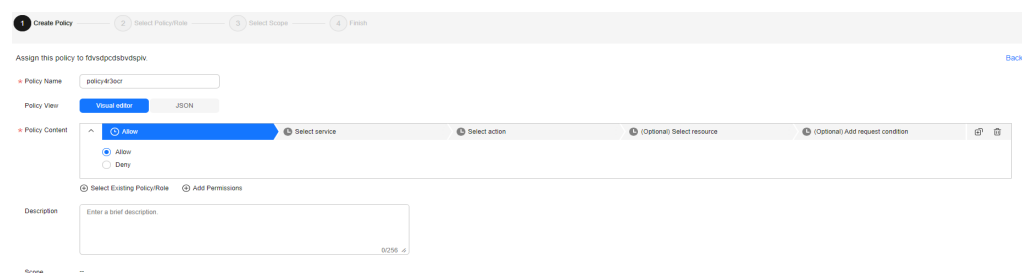 1 Create Policy 2 Select Policy/Role 3 Select Scope 4 Finish
Assign this policy to fdvsdpcdsbvdspiv. Back
* Policy Name policy4r3ocr
Policy View Visual editor JSON
* Policy Content Allow Select service Select action (Optional) Select resource (Optional) Add request condition
Allow
Deny
Select Existing Policy/Role Add Permissions
Description Enter a brief description.
0/256
Scope --